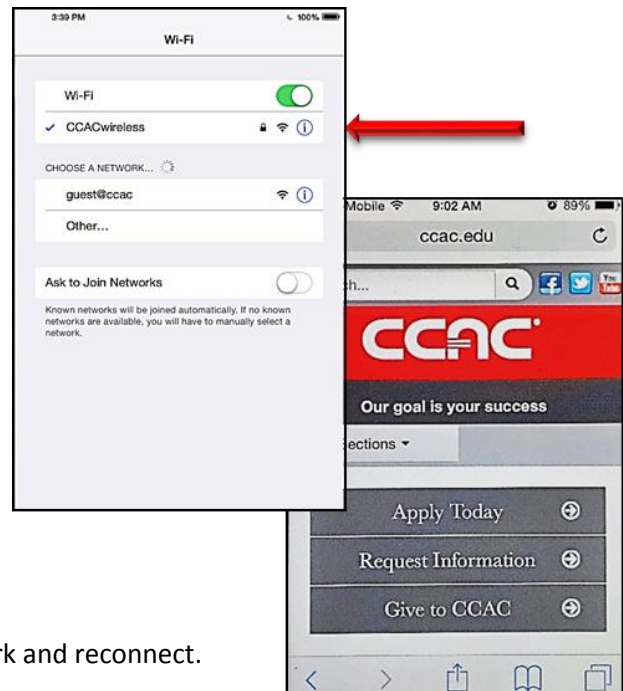 3:39 PM 100%
Wi-Fi
Wi-Fi
CCACwireless
CHOOSE A NETWORK...
guest@ccac
Other...
Ask to Join Networks
Known networks will be joined automatically. If no known
networks are available, you will have to manually select a
network.
Mobile 9:02 AM 89%
ccac.edu
You
Tube
CCAC
Our goal is your success
ections
Apply Today
Request Information
Give to CCAC
rk and reconnect.